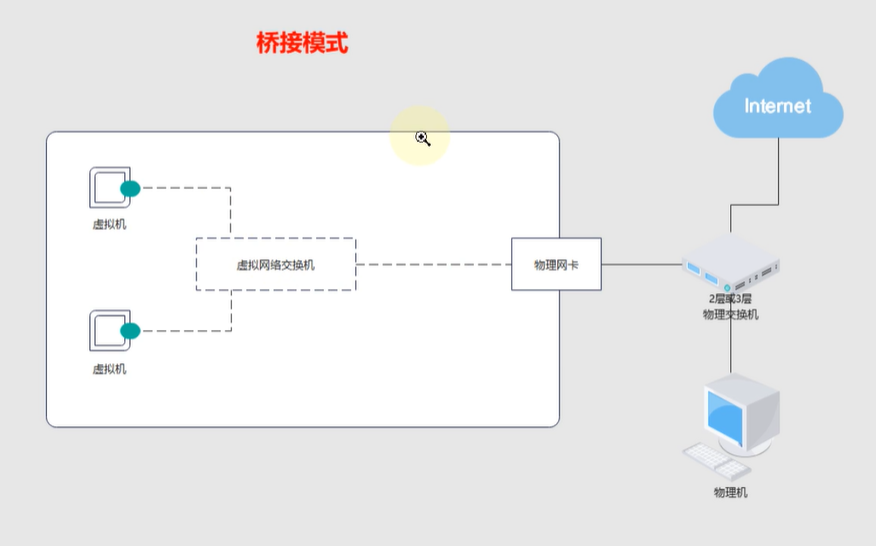 桥接模式
Internet
虚拟机
虚拟网络交换机
物理网卡
2层或3层
物理交换机
虚拟机
物理机